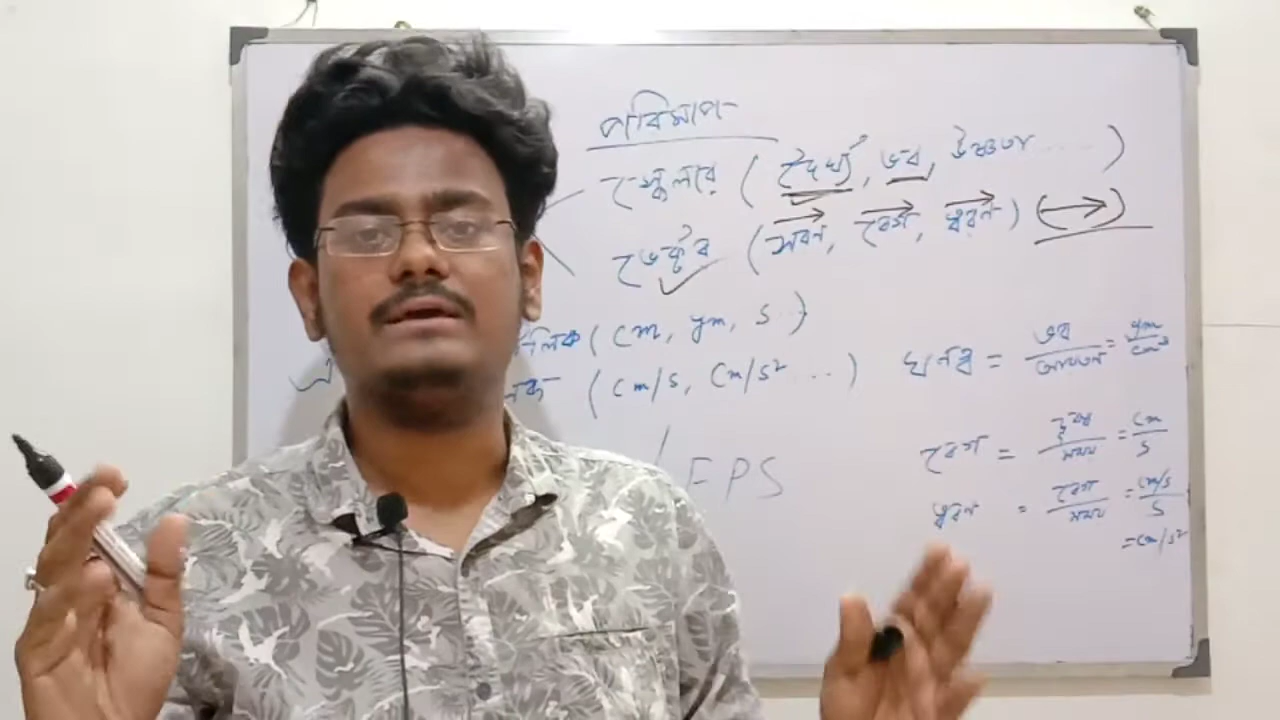 পরিমাপ
স্কেলার ( দৈর্ঘ্য, ভর, উষ্ণতা ... )
ভেক্টর ( সরণ, বেগ, ত্বরণ ) ( → )
লিক ( cm, gm, s )
( cm/s, cm/s² ... )
FPS
ঘনত্ব = ভর / আয়তন = gm / cm³
বেগ = দূরত্ব / সময় = cm / s
ত্বরণ = বেগ / সময় = cm/s / s
= cm/s²